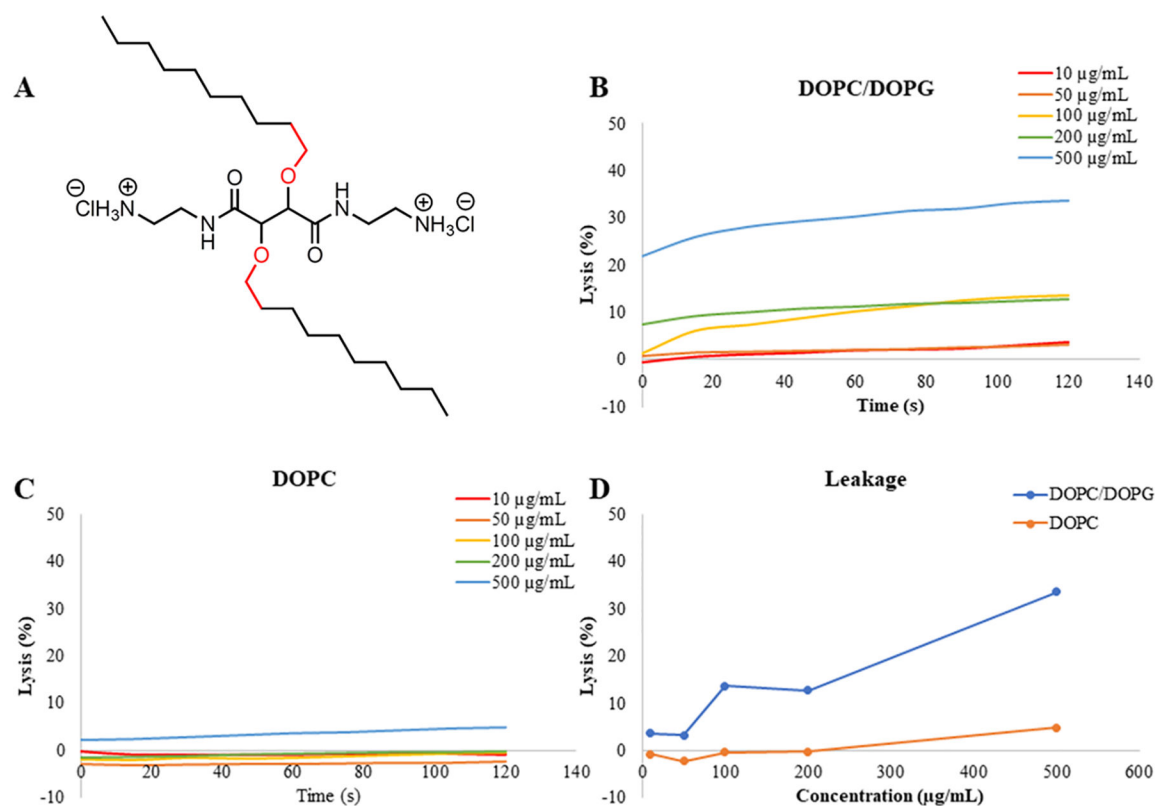 A
O
O
O
O
H
N
N
H
ClH3N
NH3Cl
⊖
⊕
⊕
⊖
B
DOPC/DOPG
10 µg/mL
50 µg/mL
100 µg/mL
200 µg/mL
500 µg/mL
Lysis (%)
50
40
30
20
10
0
-10
0
20
40
60
80
100
120
140
Time (s)
C
DOPC
10 µg/mL
50 µg/mL
100 µg/mL
200 µg/mL
500 µg/mL
Lysis (%)
50
40
30
20
10
0
-10
0
20
40
60
80
100
120
140
Time (s)
D
Leakage
DOPC/DOPG
DOPC
Lysis (%)
50
40
30
20
10
0
-10
0
100
200
300
400
500
600
Concentration (µg/mL)